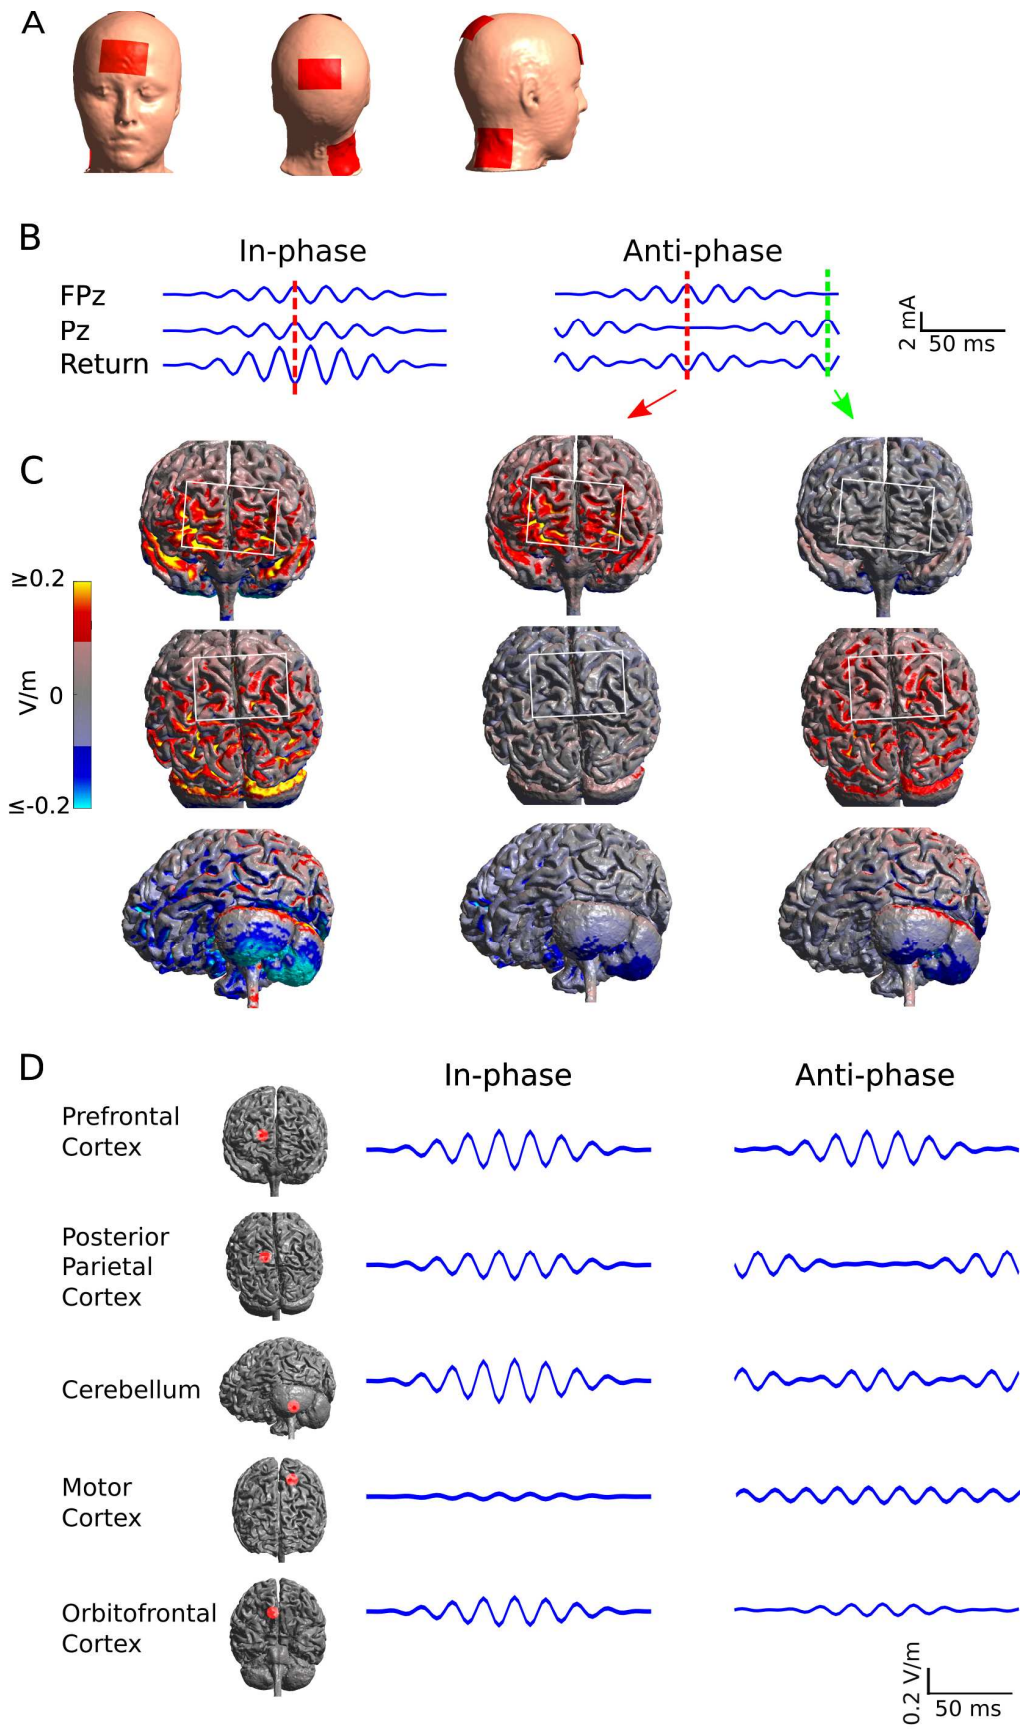 A
B
In-phase
Anti-phase
FPz
Pz
Return
2 mA
50 ms
C
≥0.2
V/m
0
≤-0.2
D
In-phase
Anti-phase
Prefrontal
Cortex
Posterior
Parietal
Cortex
Cerebellum
Motor
Cortex
Orbitofrontal
Cortex
0.2 V/m
50 ms